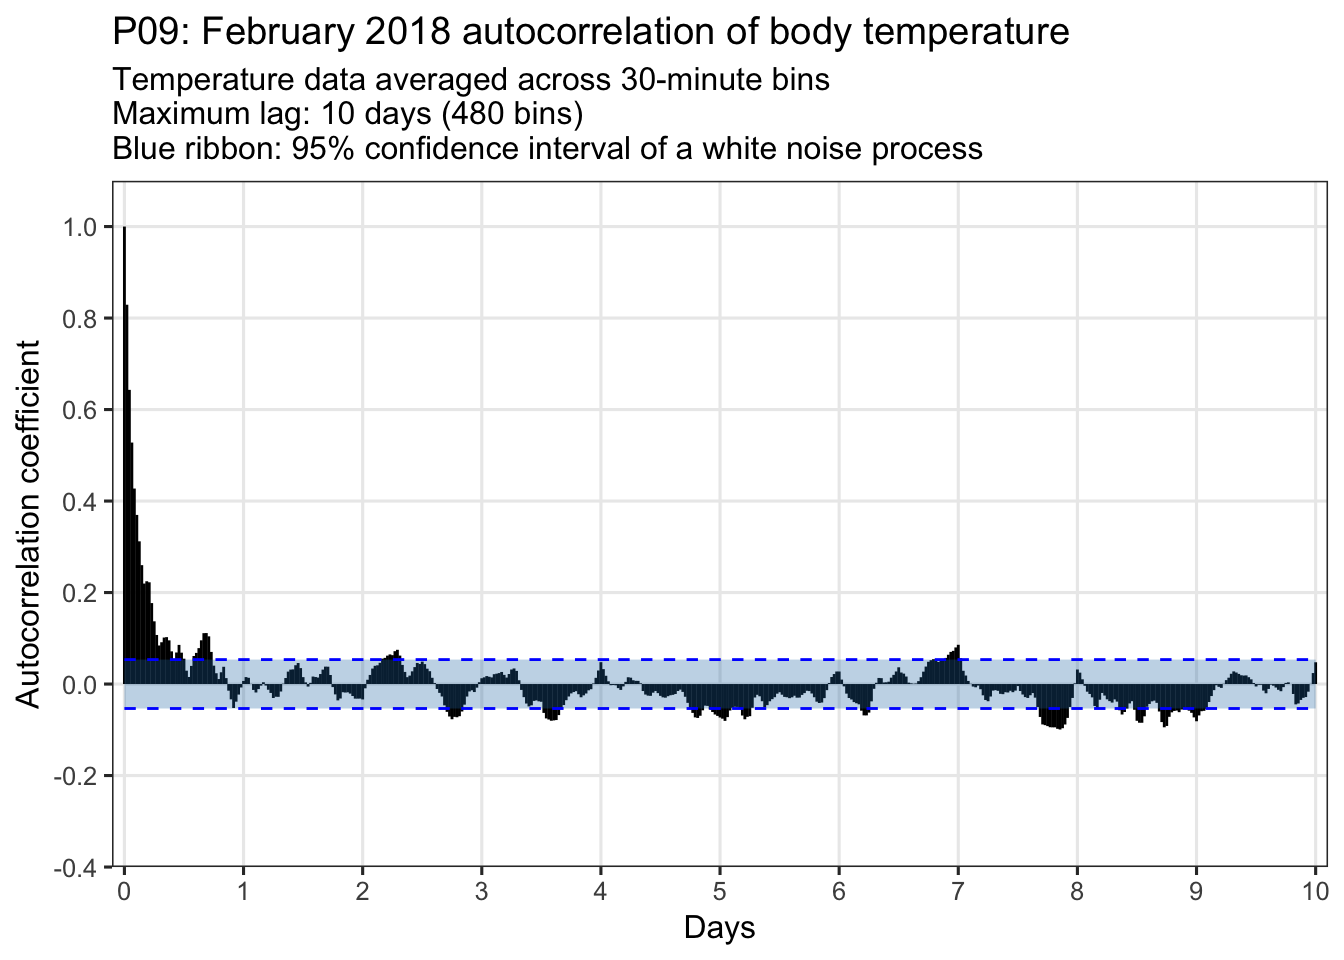 P09: February 2018 autocorrelation of body temperature
Temperature data averaged across 30-minute bins
Maximum lag: 10 days (480 bins)
Blue ribbon: 95% confidence interval of a white noise process
Autocorrelation coefficient
1.0
0.8
0.6
0.4
0.2
0.0
-0.2
-0.4
0 1 2 3 4 5 6 7 8 9 10
Days